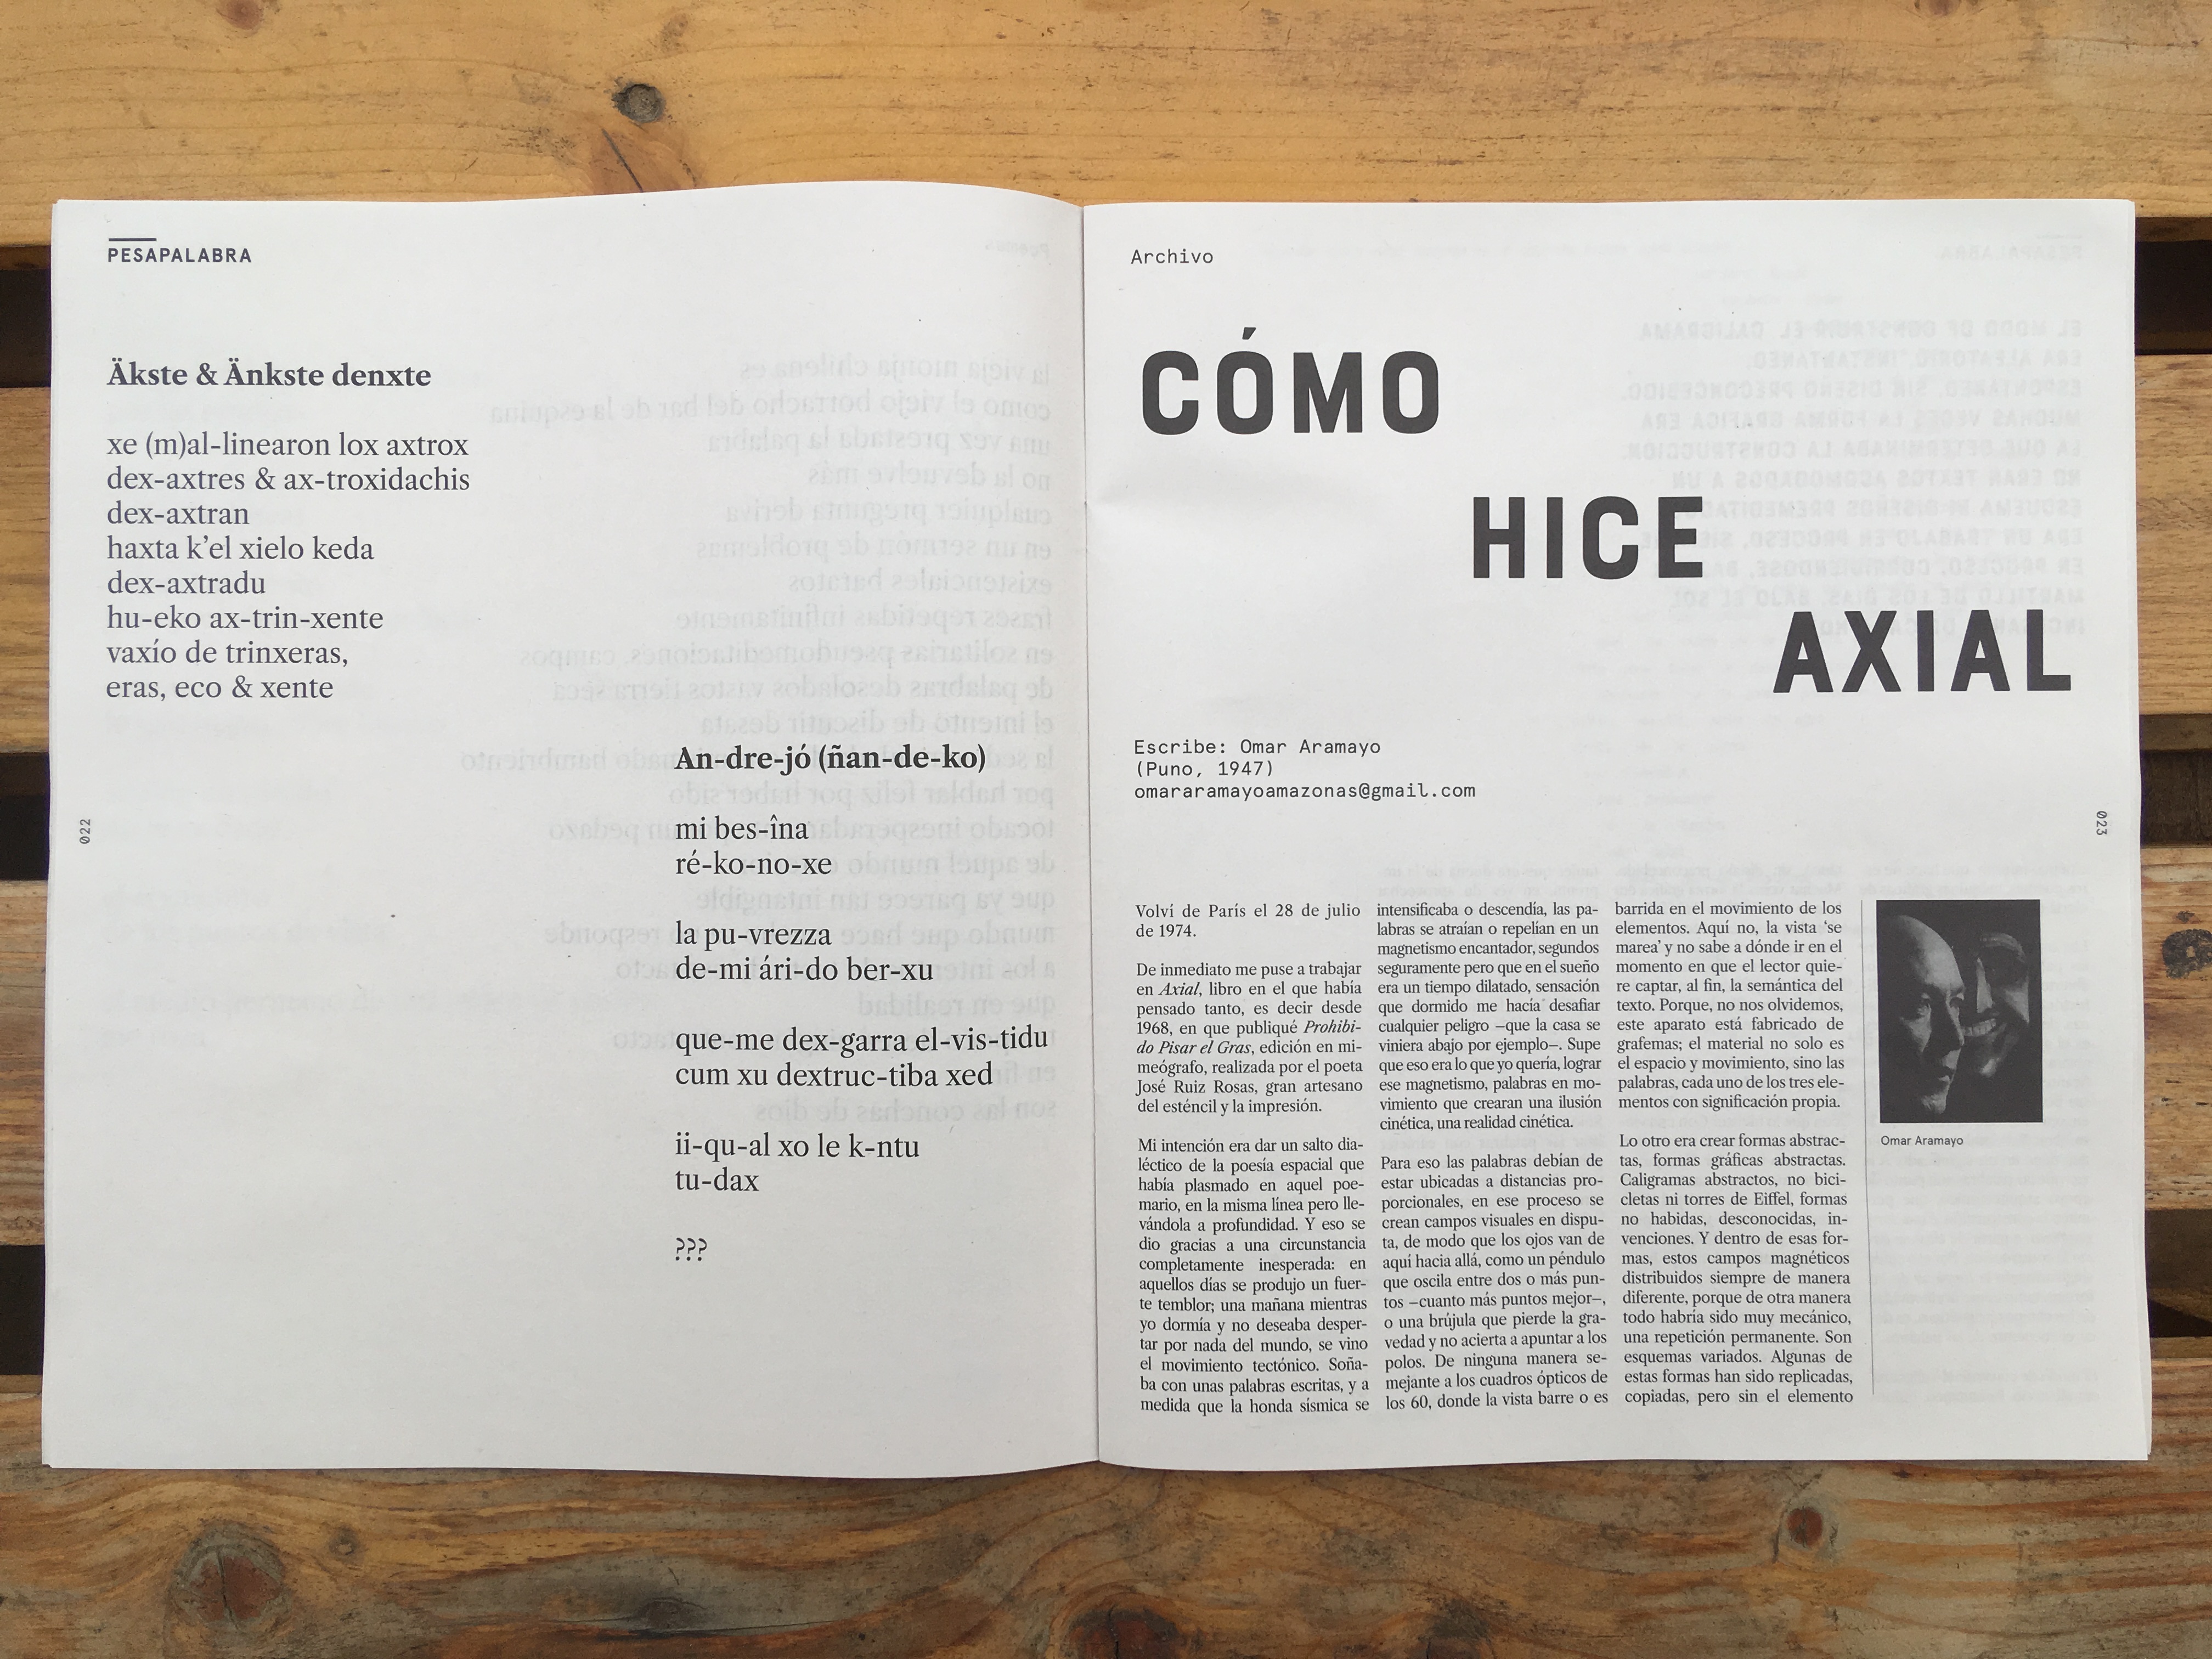 PESAPALABRA
Äkste & Änkste denxte
xe (m)al-linearon lox axtrox
dex-axtres & ax-troxidachis
dex-axtran
haxta k’el xielo keda
dex-axtradu
hu-eko ax-trin-xente
vaxío de trinxeras,
eras, eco & xente
An-dre-jó (ñan-de-ko)
mi bes-îna
ré-ko-no-xe
la pu-vrezza
de-mi ári-do ber-xu
que-me dex-garra el-vis-tidu
cum xu dextruc-tiba xed
ii-qu-al xo le k-ntu
tu-dax
???
022
Archivo
CÓMO
HICE
AXIAL
Escribe: Omar Aramayo
(Puno, 1947)
omararamayoamazonas@gmail.com
Volví de París el 28 de julio
de 1974.
De inmediato me puse a trabajar
en Axial, libro en el que había
pensado tanto, es decir desde
1968, en que publiqué Prohibi-
do Pisar el Gras, edición en mi-
meógrafo, realizada por el poeta
José Ruiz Rosas, gran artesano
del esténcil y la impresión.
Mi intención era dar un salto dia-
léctico de la poesía espacial que
había plasmado en aquel poe-
mario, en la misma línea pero lle-
vándola a profundidad. Y eso se
dio gracias a una circunstancia
completamente inesperada: en
aquellos días se produjo un fuer-
te temblor; una mañana mientras
yo dormía y no deseaba desper-
tar por nada del mundo, se vino
el movimiento tectónico. Soña-
ba con unas palabras escritas, y a
medida que la honda sísmica se
intensificaba o descendía, las pa-
labras se atraían o repelían en un
magnetismo encantador, segundos
seguramente pero que en el sueño
era un tiempo dilatado, sensación
que dormido me hacía desafiar
cualquier peligro –que la casa se
viniera abajo por ejemplo–. Supe
que eso era lo que yo quería, lograr
ese magnetismo, palabras en mo-
vimiento que crearan una ilusión
cinética, una realidad cinética.
Para eso las palabras debían de
estar ubicadas a distancias pro-
porcionales, en ese proceso se
crean campos visuales en dispu-
ta, de modo que los ojos van de
aquí hacia allá, como un péndulo
que oscila entre dos o más pun-
tos –cuanto más puntos mejor–,
o una brújula que pierde la gra-
vedad y no acierta a apuntar a los
polos. De ninguna manera se-
mejante a los cuadros ópticos de
los 60, donde la vista barre o es
barrida en el movimiento de los
elementos. Aquí no, la vista ‘se
marea’ y no sabe a dónde ir en el
momento en que el lector quie-
re captar, al fin, la semántica del
texto. Porque, no nos olvidemos,
este aparato está fabricado de
grafemas; el material no solo es
el espacio y movimiento, sino las
palabras, cada uno de los tres ele-
mentos con significación propia.
Lo otro era crear formas abstrac-
tas, formas gráficas abstractas.
Caligramas abstractos, no bici-
cletas ni torres de Eiffel, formas
no habidas, desconocidas, in-
venciones. Y dentro de esas for-
mas, estos campos magnéticos
distribuidos siempre de manera
diferente, porque de otra manera
todo habría sido muy mecánico,
una repetición permanente. Son
esquemas variados. Algunas de
estas formas han sido replicadas,
copiadas, pero sin el elemento
Omar Aramayo
023